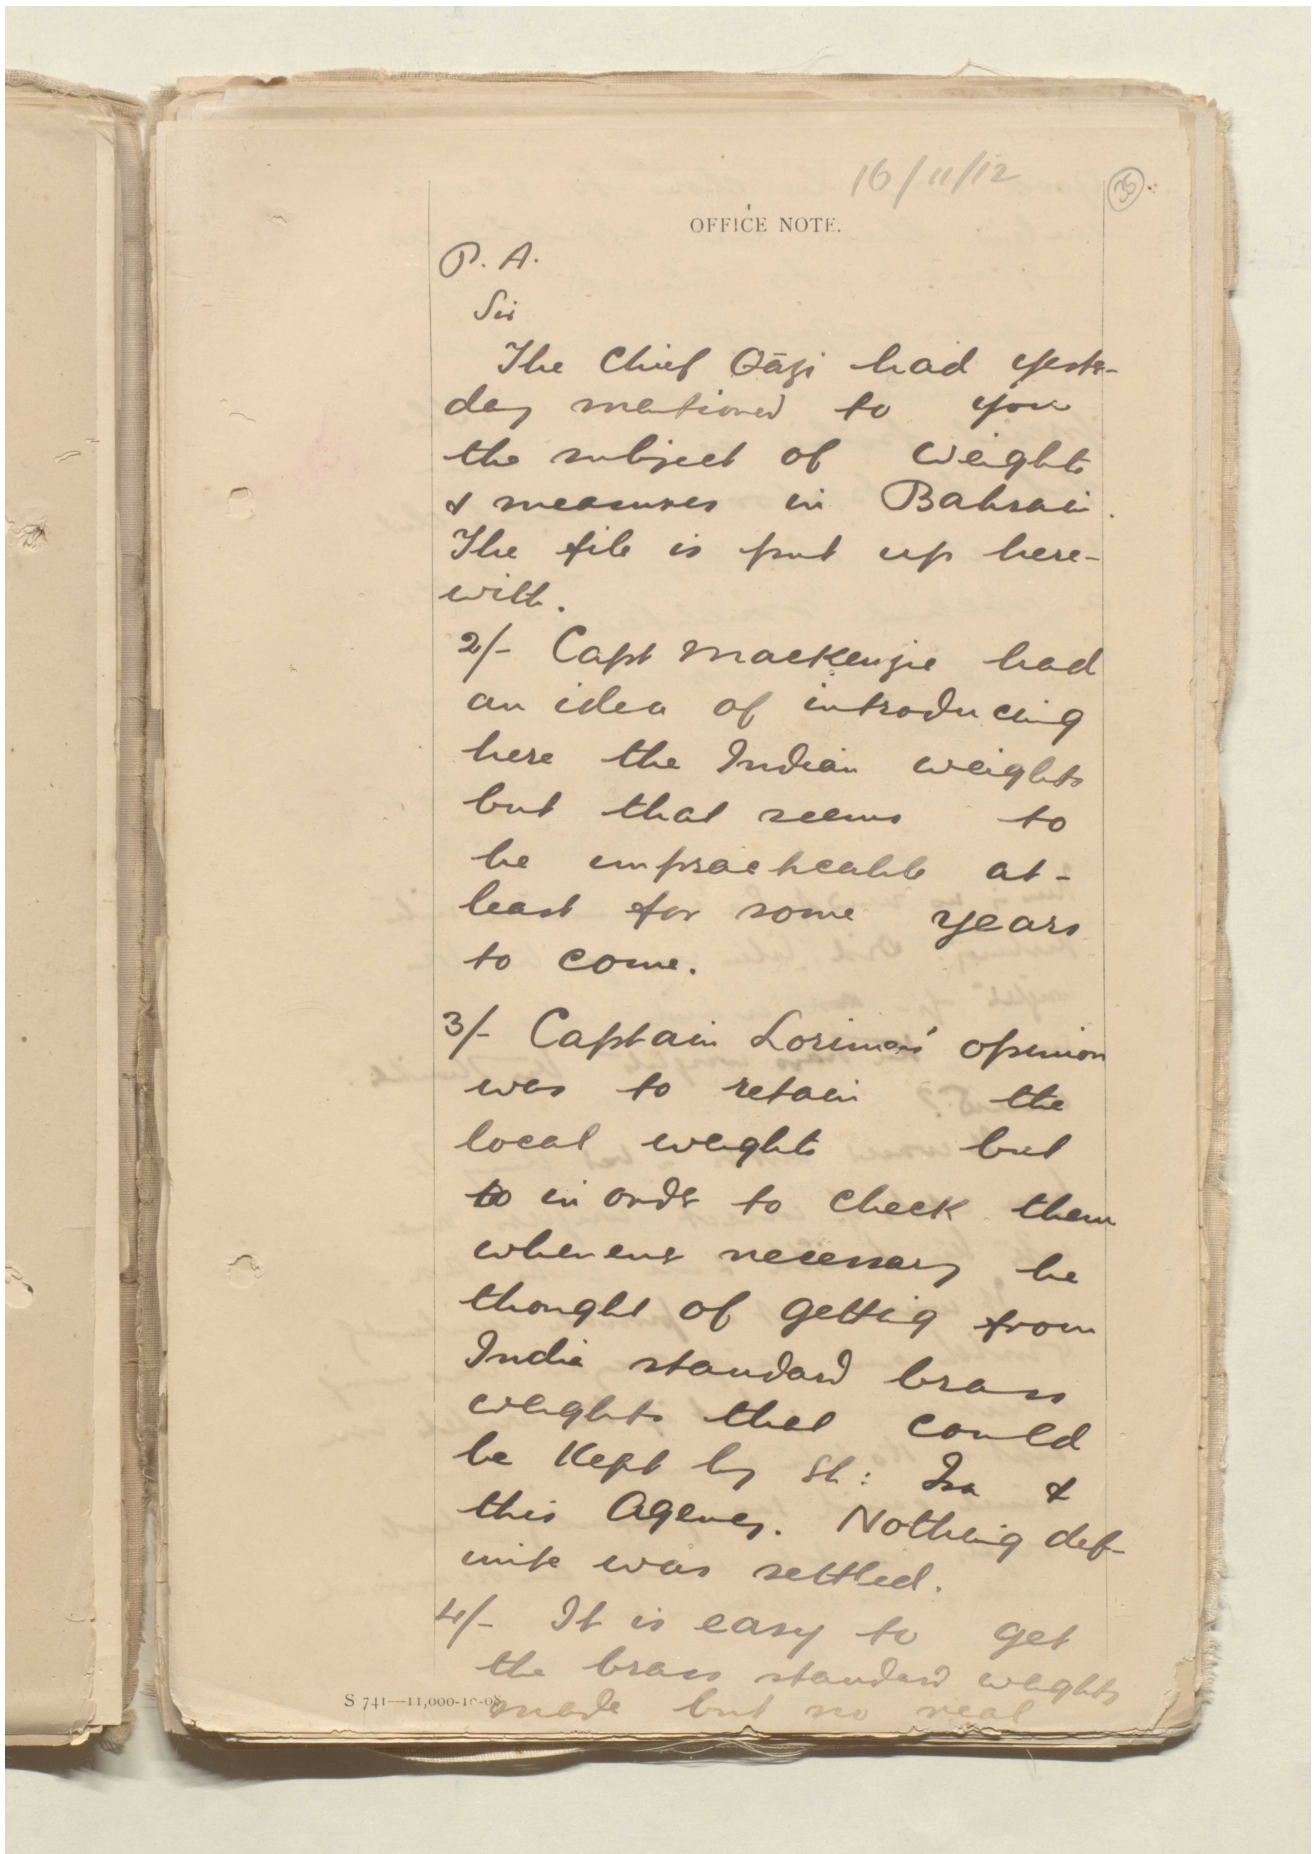 16/11/12
36
OFFICE NOTE.
P. A.
Sir
The Chief Qāzi had yester-
day mentioned to you
the subject of weights
& measures in Bahrain.
The file is put up here-
with.
2/- Capt Mackenzie had
an idea of introducing
here the Indian weights
but that seems to
be impracticable at-
least for some years
to come.
3/- Captain Lorimer's opinion
was to retain the
local weights but
to in order to check them
whenever necessary he
thought of getting from
India standard brass
weights that could
be kept by Sh: Isa &
this Agency. Nothing def-
inite was settled.
4/- It is easy to get
the brass standard weights
made but no real
S 741—11,000-10-08